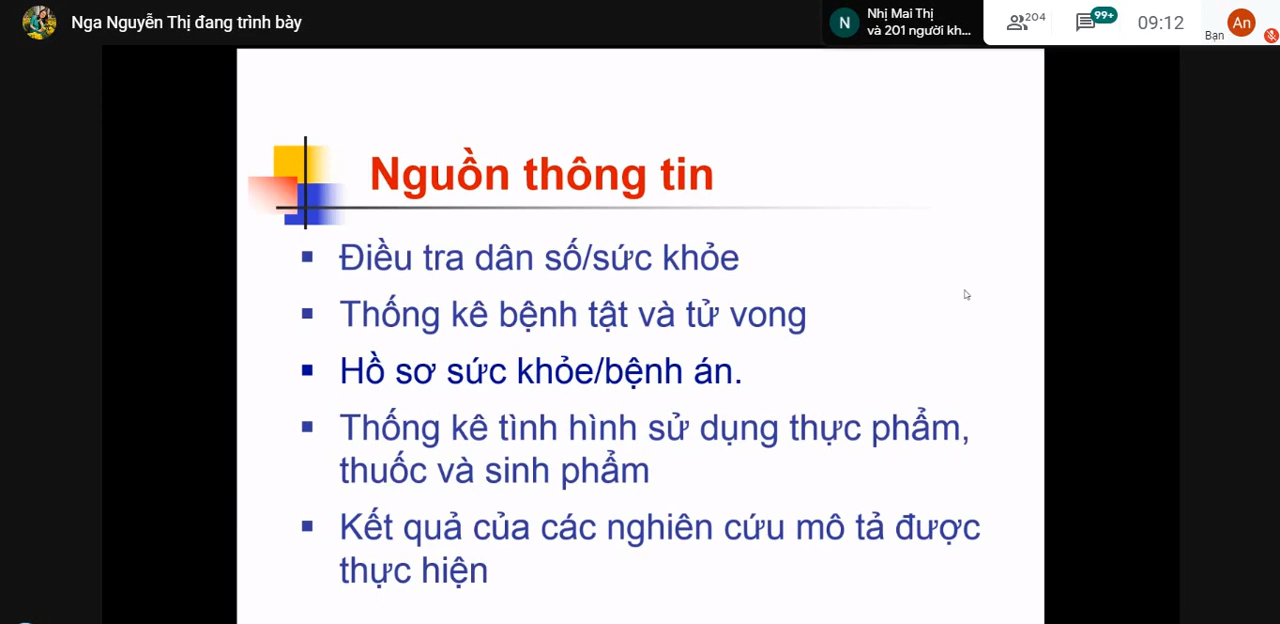 Nga Nguyễn Thị đang trình bày
N
Nhị Mai Thị
và 201 người kh...
204
99+
09:12
Bạn
An
Nguồn thông tin
▪ Điều tra dân số/sức khỏe
▪ Thống kê bệnh tật và tử vong
▪ Hồ sơ sức khỏe/bệnh án.
▪ Thống kê tình hình sử dụng thực phẩm,
thuốc và sinh phẩm
▪ Kết quả của các nghiên cứu mô tả được
thực hiện